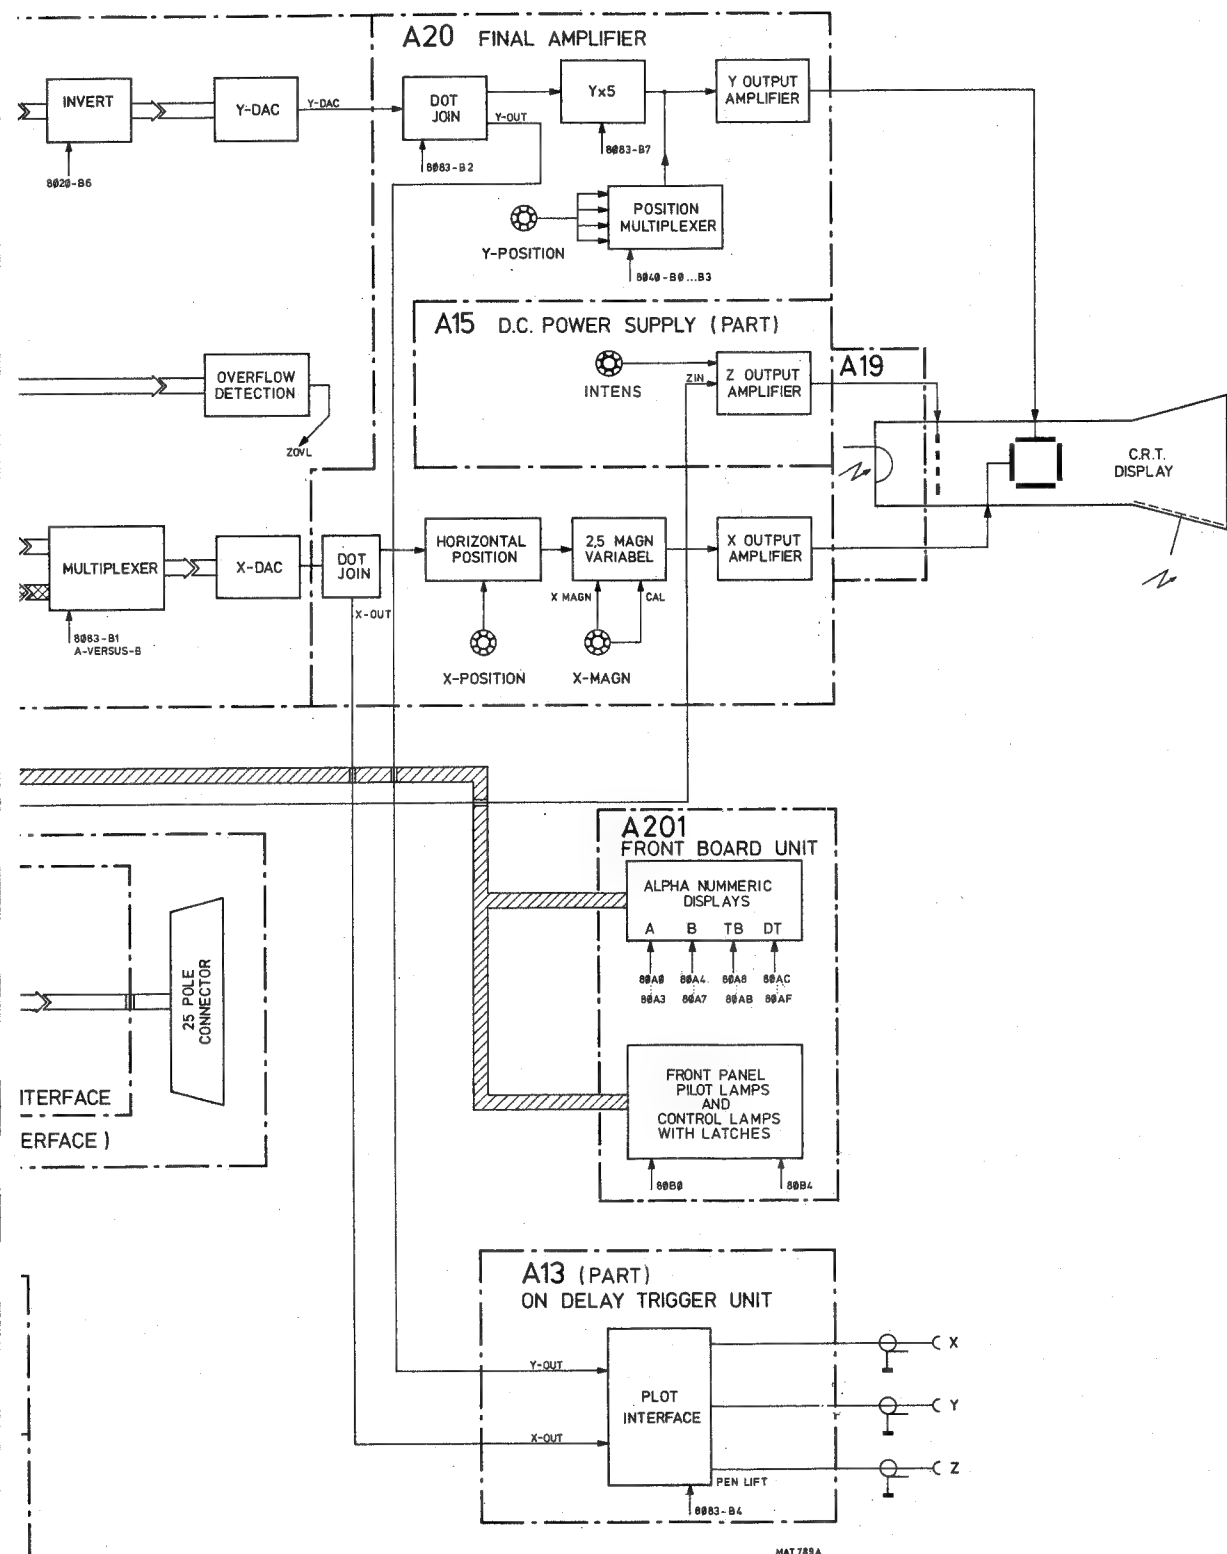 A20 FINAL AMPLIFIER
INVERT
Y-DAC
Y-DAC
DOT
JOIN
Y-OUT
Y×5
Y OUTPUT
AMPLIFIER
8020-B6
8083-B2
8083-B7
POSITION
MULTIPLEXER
Y-POSITION
8040-B0...B3
A15 D.C. POWER SUPPLY (PART)
A19
OVERFLOW
DETECTION
ZOVL
INTENS
ZIN
Z OUTPUT
AMPLIFIER
C.R.T.
DISPLAY
MULTIPLEXER
X-DAC
DOT
JOIN
HORIZONTAL
POSITION
2,5 MAGN
VARIABEL
X OUTPUT
AMPLIFIER
X-OUT
X MAGN
CAL
8083-B1
A-VERSUS-B
X-POSITION
X-MAGN
A201
FRONT BOARD UNIT
ALPHA NUMMERIC
DISPLAYS
A B TB DT
80A0 80A4 80A8 80AC
80A3 80A7 80AB 80AF
25 POLE
CONNECTOR
ITERFACE
ERFACE)
FRONT PANEL
PILOT LAMPS
AND
CONTROL LAMPS
WITH LATCHES
80B0
80B4
A13 (PART)
ON DELAY TRIGGER UNIT
Y-OUT
X-OUT
PLOT
INTERFACE
X
Y
Z
PEN LIFT
8083-B4
MAT 789A